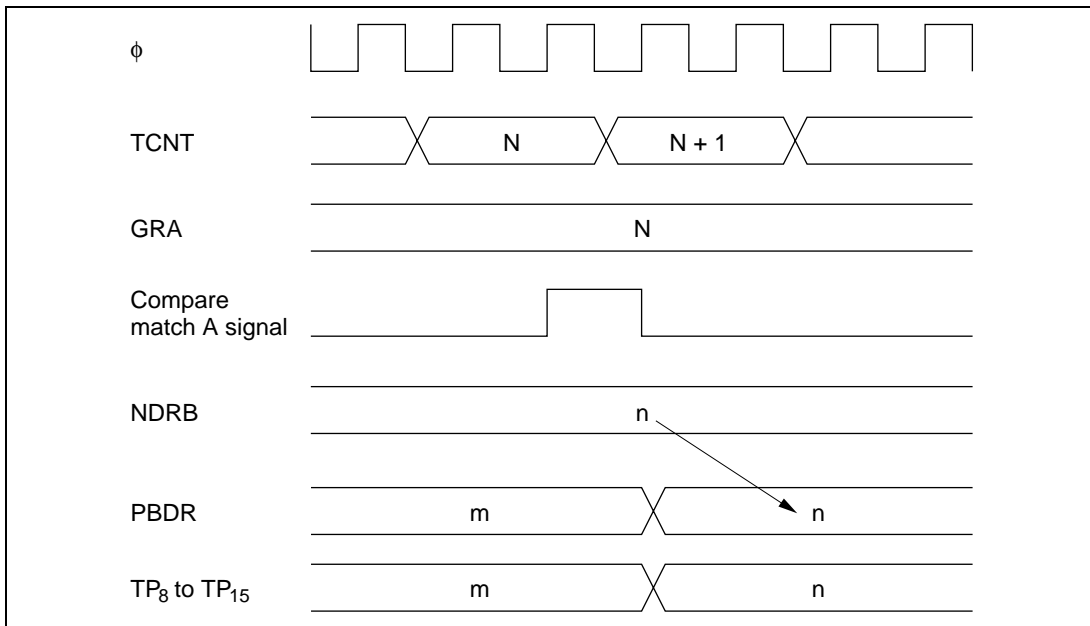 ϕ
TCNT
N
N + 1
GRA
N
Compare
match A signal
NDRB
n
PBDR
m
n
TP8 to TP15
m
n